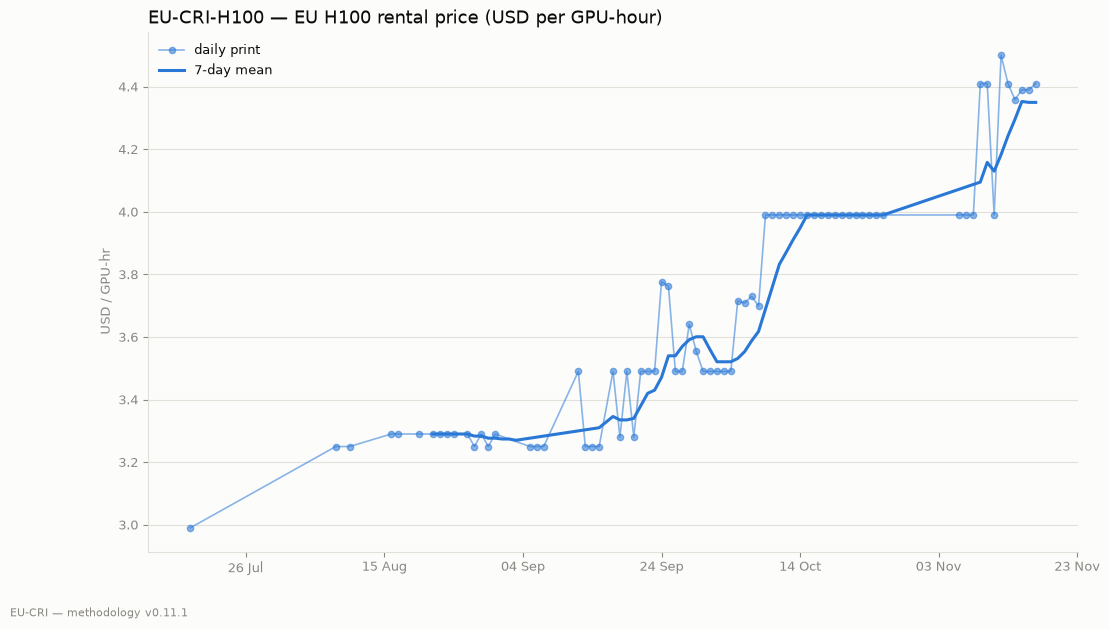 EU-CRI-H100 — EU H100 rental price (USD per GPU-hour)
daily print
7-day mean
USD / GPU-hr
4.4
4.2
4.0
3.8
3.6
3.4
3.2
3.0
26 Jul
15 Aug
04 Sep
24 Sep
14 Oct
03 Nov
23 Nov
EU-CRI — methodology v0.11.1